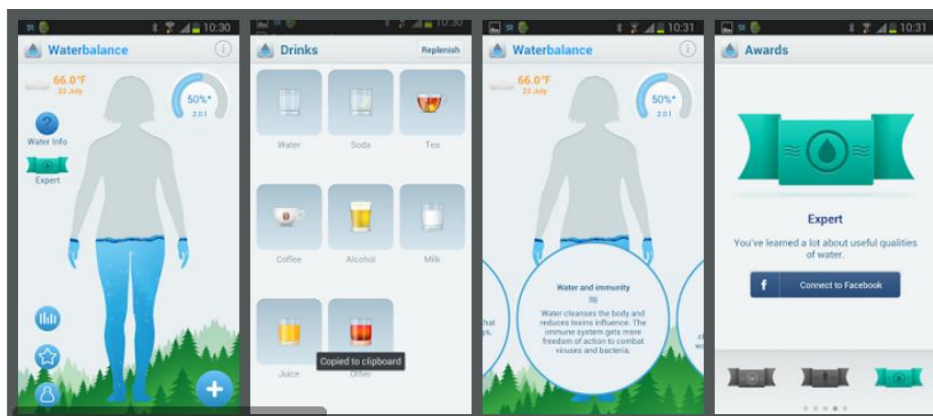 10:30
Waterbalance
66.0°F
22 July
50%
2.0 l
Water Info
Expert
10:30
Drinks
Replenish
Water
Soda
Tea
Coffee
Alcohol
Milk
Juice
Other
Copied to clipboard
10:31
Waterbalance
66.0°F
22 July
50%
2.0 l
Water and immunity
Water cleanses the body and
reduces toxins influence. The
immune system gets more
freedom of action to combat
viruses and bacteria.
10:31
Awards
Expert
You've learned a lot about useful qualities
of water.
f Connect to Facebook